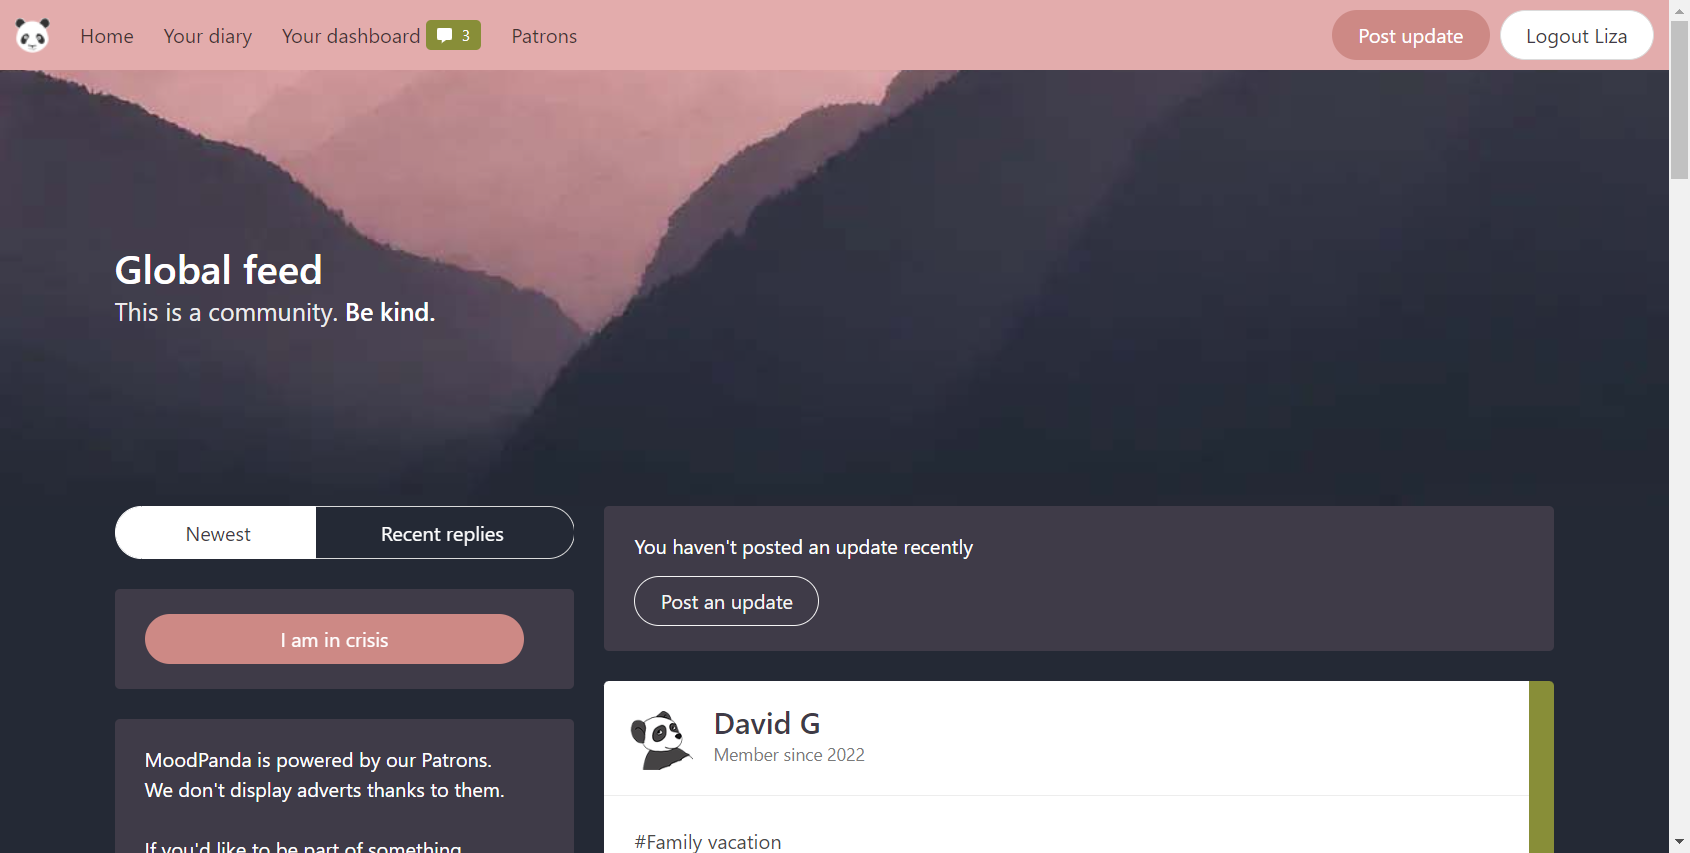 Home
Your diary
Your dashboard 3
Patrons
Post update
Logout Liza
Global feed
This is a community. Be kind.
Newest
Recent replies
I am in crisis
MoodPanda is powered by our Patrons.
We don't display adverts thanks to them.
If you'd like to be part of something
You haven't posted an update recently
Post an update
David G
Member since 2022
#Family vacation